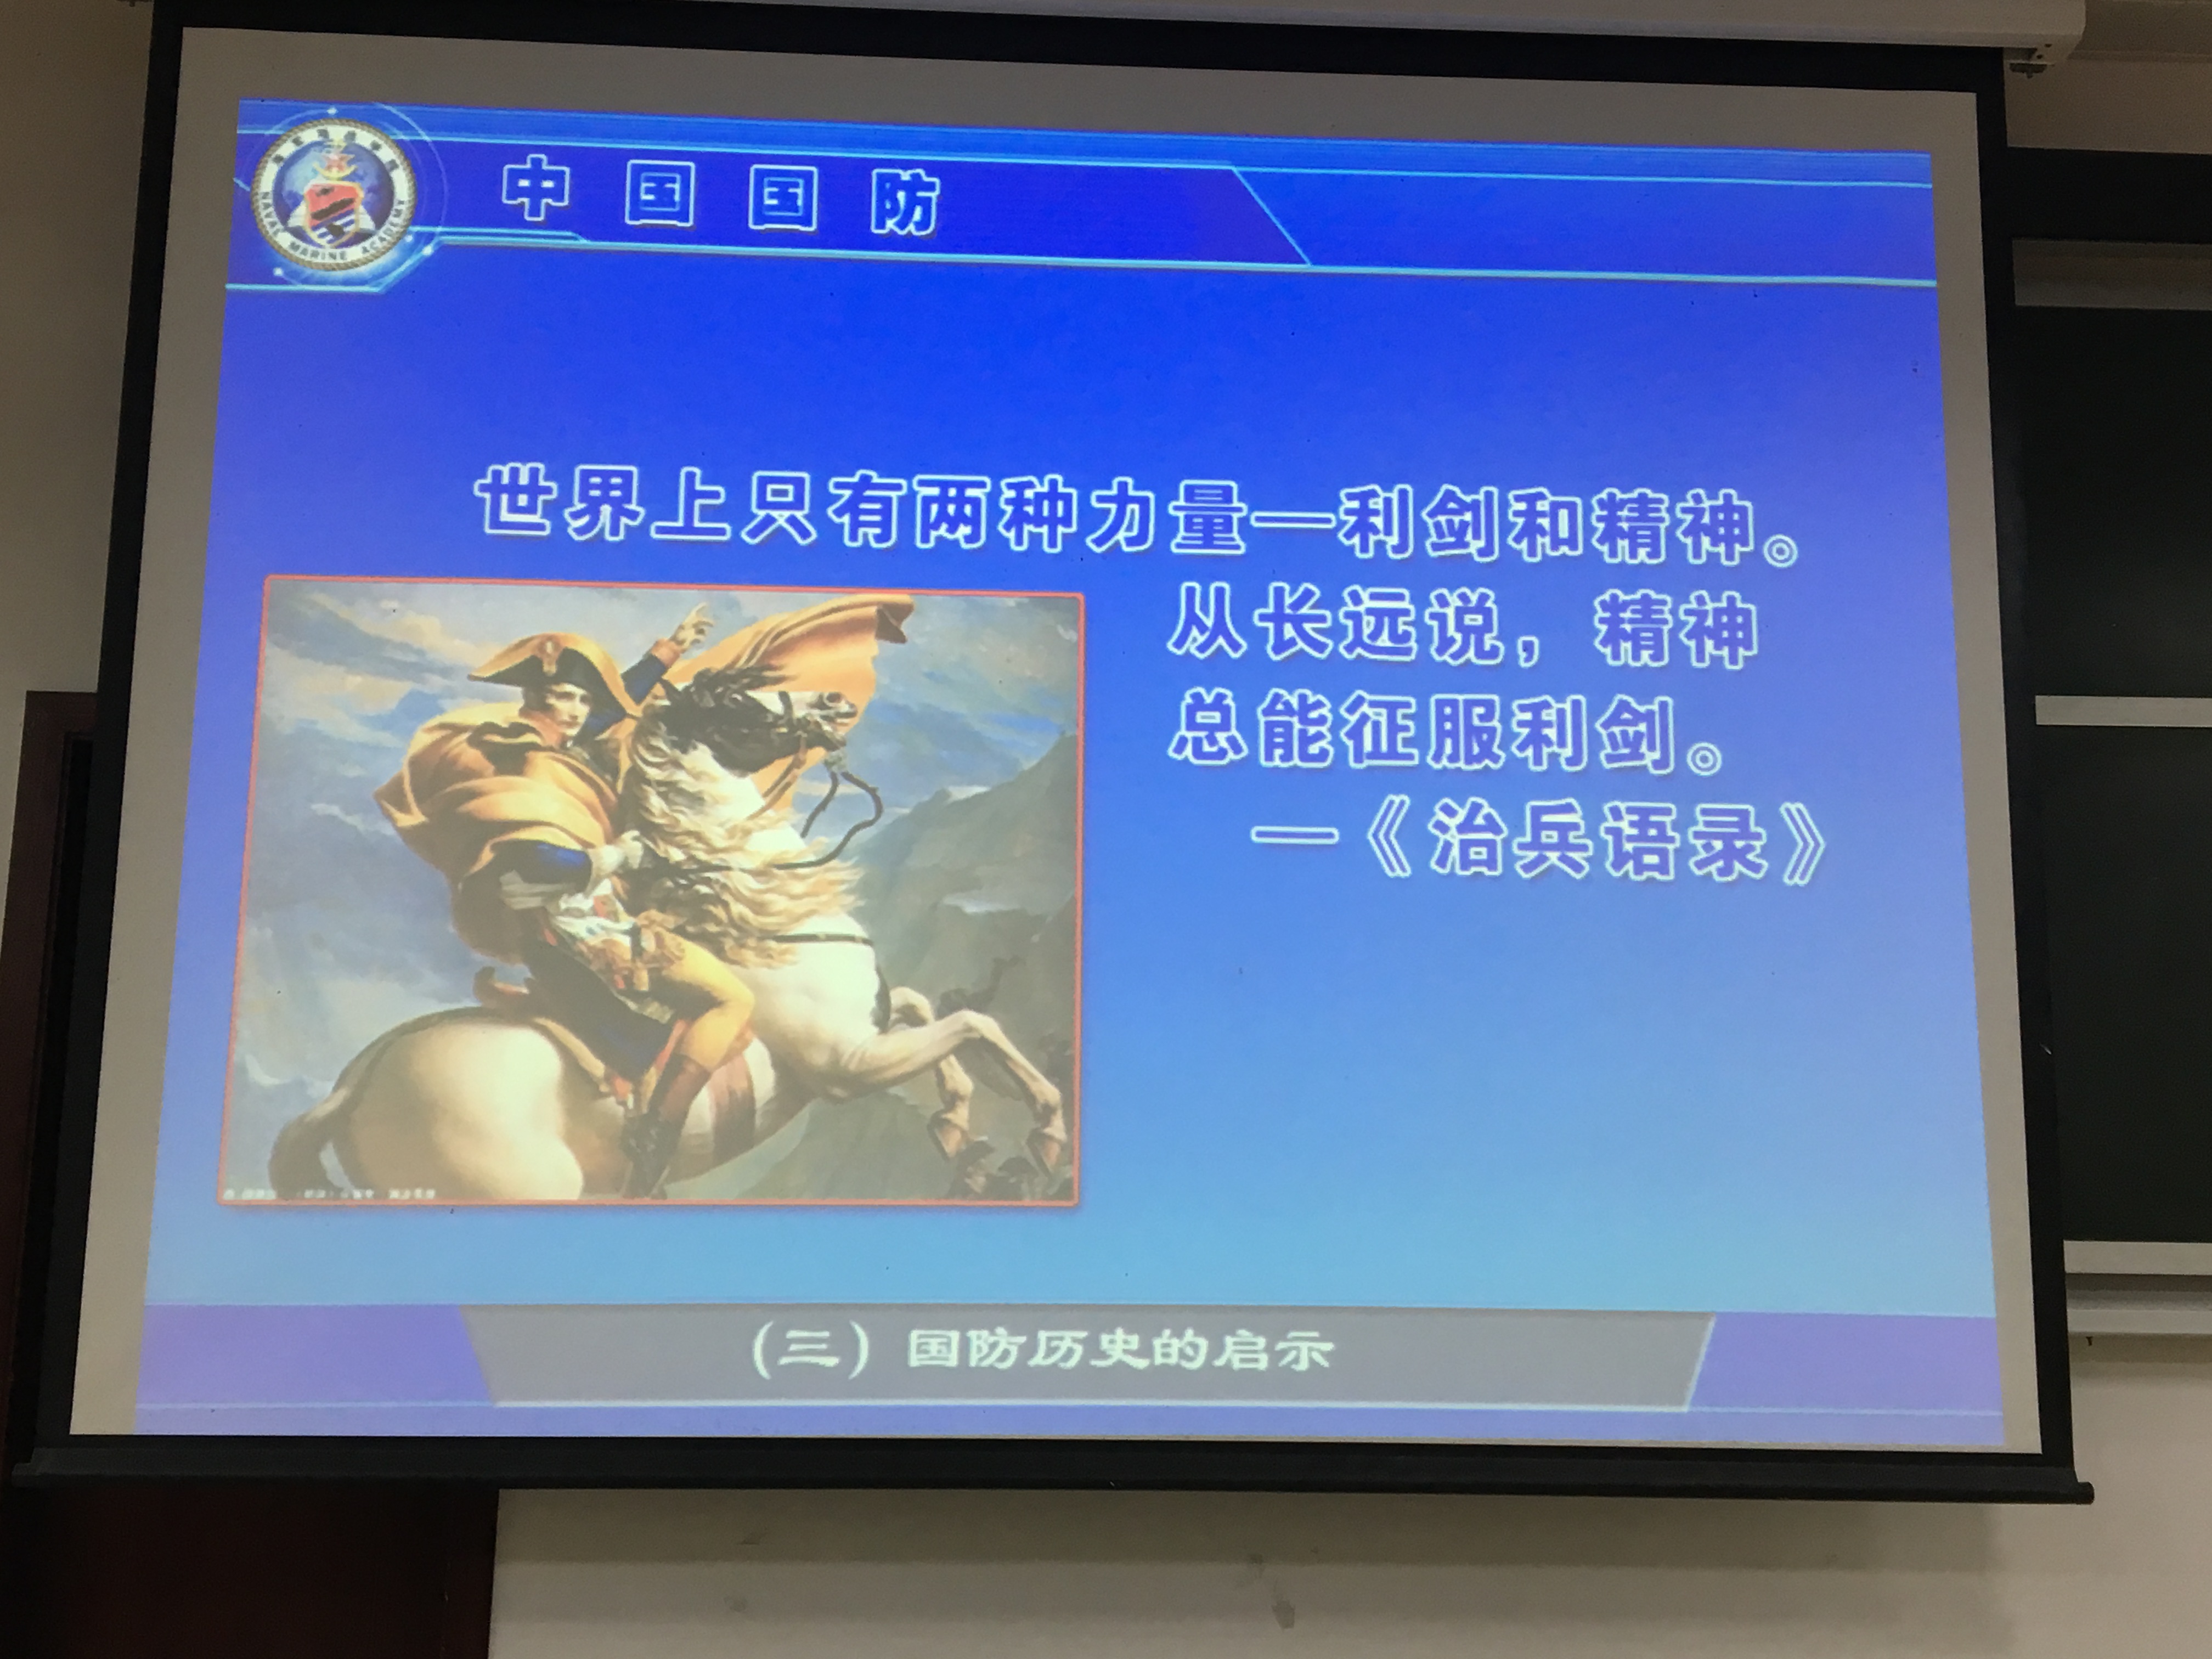 NAVAL MARINE ACADEMY
中国国防
世界上只有两种力量—利剑和精神。
从长远说，精神
总能征服利剑。
—《治兵语录》
（三）国防历史的启示